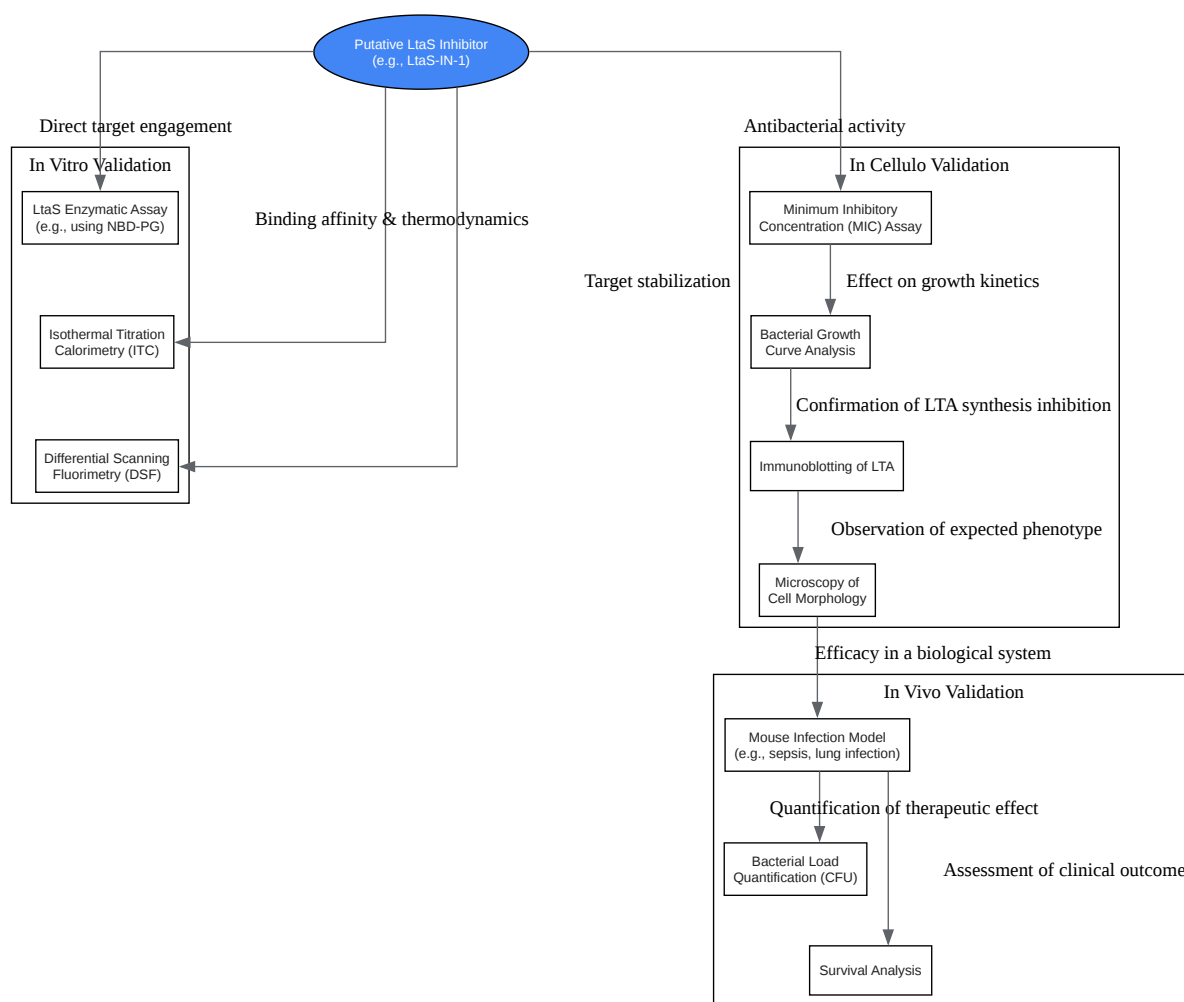 Putative LtaS Inhibitor
(e.g., LtaS-IN-1)
Direct target engagement
Antibacterial activity
In Vitro Validation
In Cellulo Validation
LtaS Enzymatic Assay
(e.g., using NBD-PG)
Binding affinity & thermodynamics
Minimum Inhibitory
Concentration (MIC) Assay
Target stabilization
Effect on growth kinetics
Isothermal Titration
Calorimetry (ITC)
Bacterial Growth
Curve Analysis
Confirmation of LTA synthesis inhibition
Differential Scanning
Fluorimetry (DSF)
Immunoblotting of LTA
Observation of expected phenotype
Microscopy of
Cell Morphology
Efficacy in a biological system
In Vivo Validation
Mouse Infection Model
(e.g., sepsis, lung infection)
Quantification of therapeutic effect
Bacterial Load
Quantification (CFU)
Assessment of clinical outcome
Survival Analysis